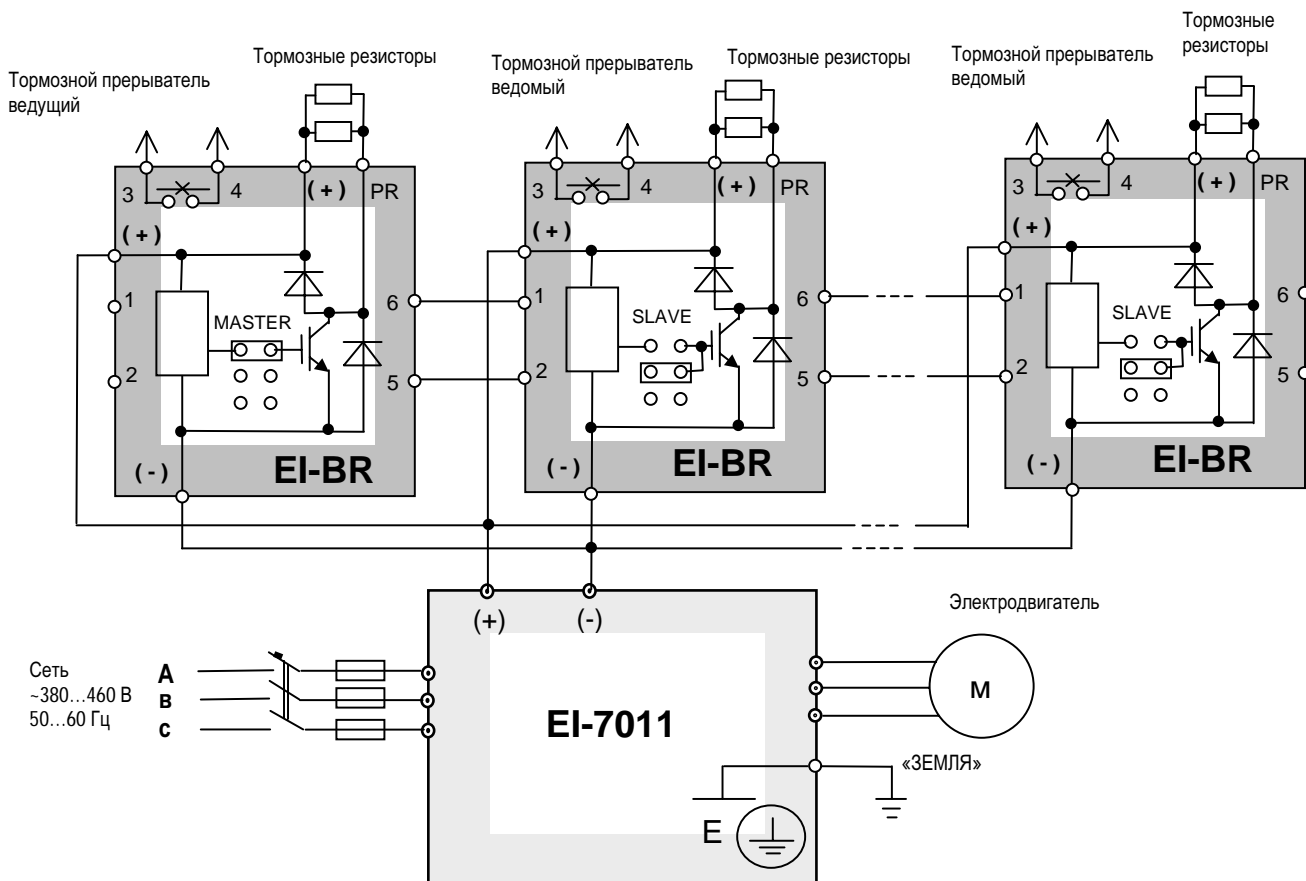 Тормозные
резисторы
Тормозные резисторы
Тормозной прерыватель
ведомый
Тормозные резисторы
Тормозной прерыватель
ведомый
Тормозной прерыватель
ведущий
3
4
(+)
PR
(+)
1
2
MASTER
6
5
(-)
EI-BR
3
4
(+)
PR
(+)
1
2
SLAVE
6
5
(-)
EI-BR
3
4
(+)
PR
(+)
1
2
SLAVE
6
5
(-)
EI-BR
(+)
(-)
Электродвигатель
Сеть
~380...460 В
50...60 Гц
A
B
C
EI-7011
M
«ЗЕМЛЯ»
E